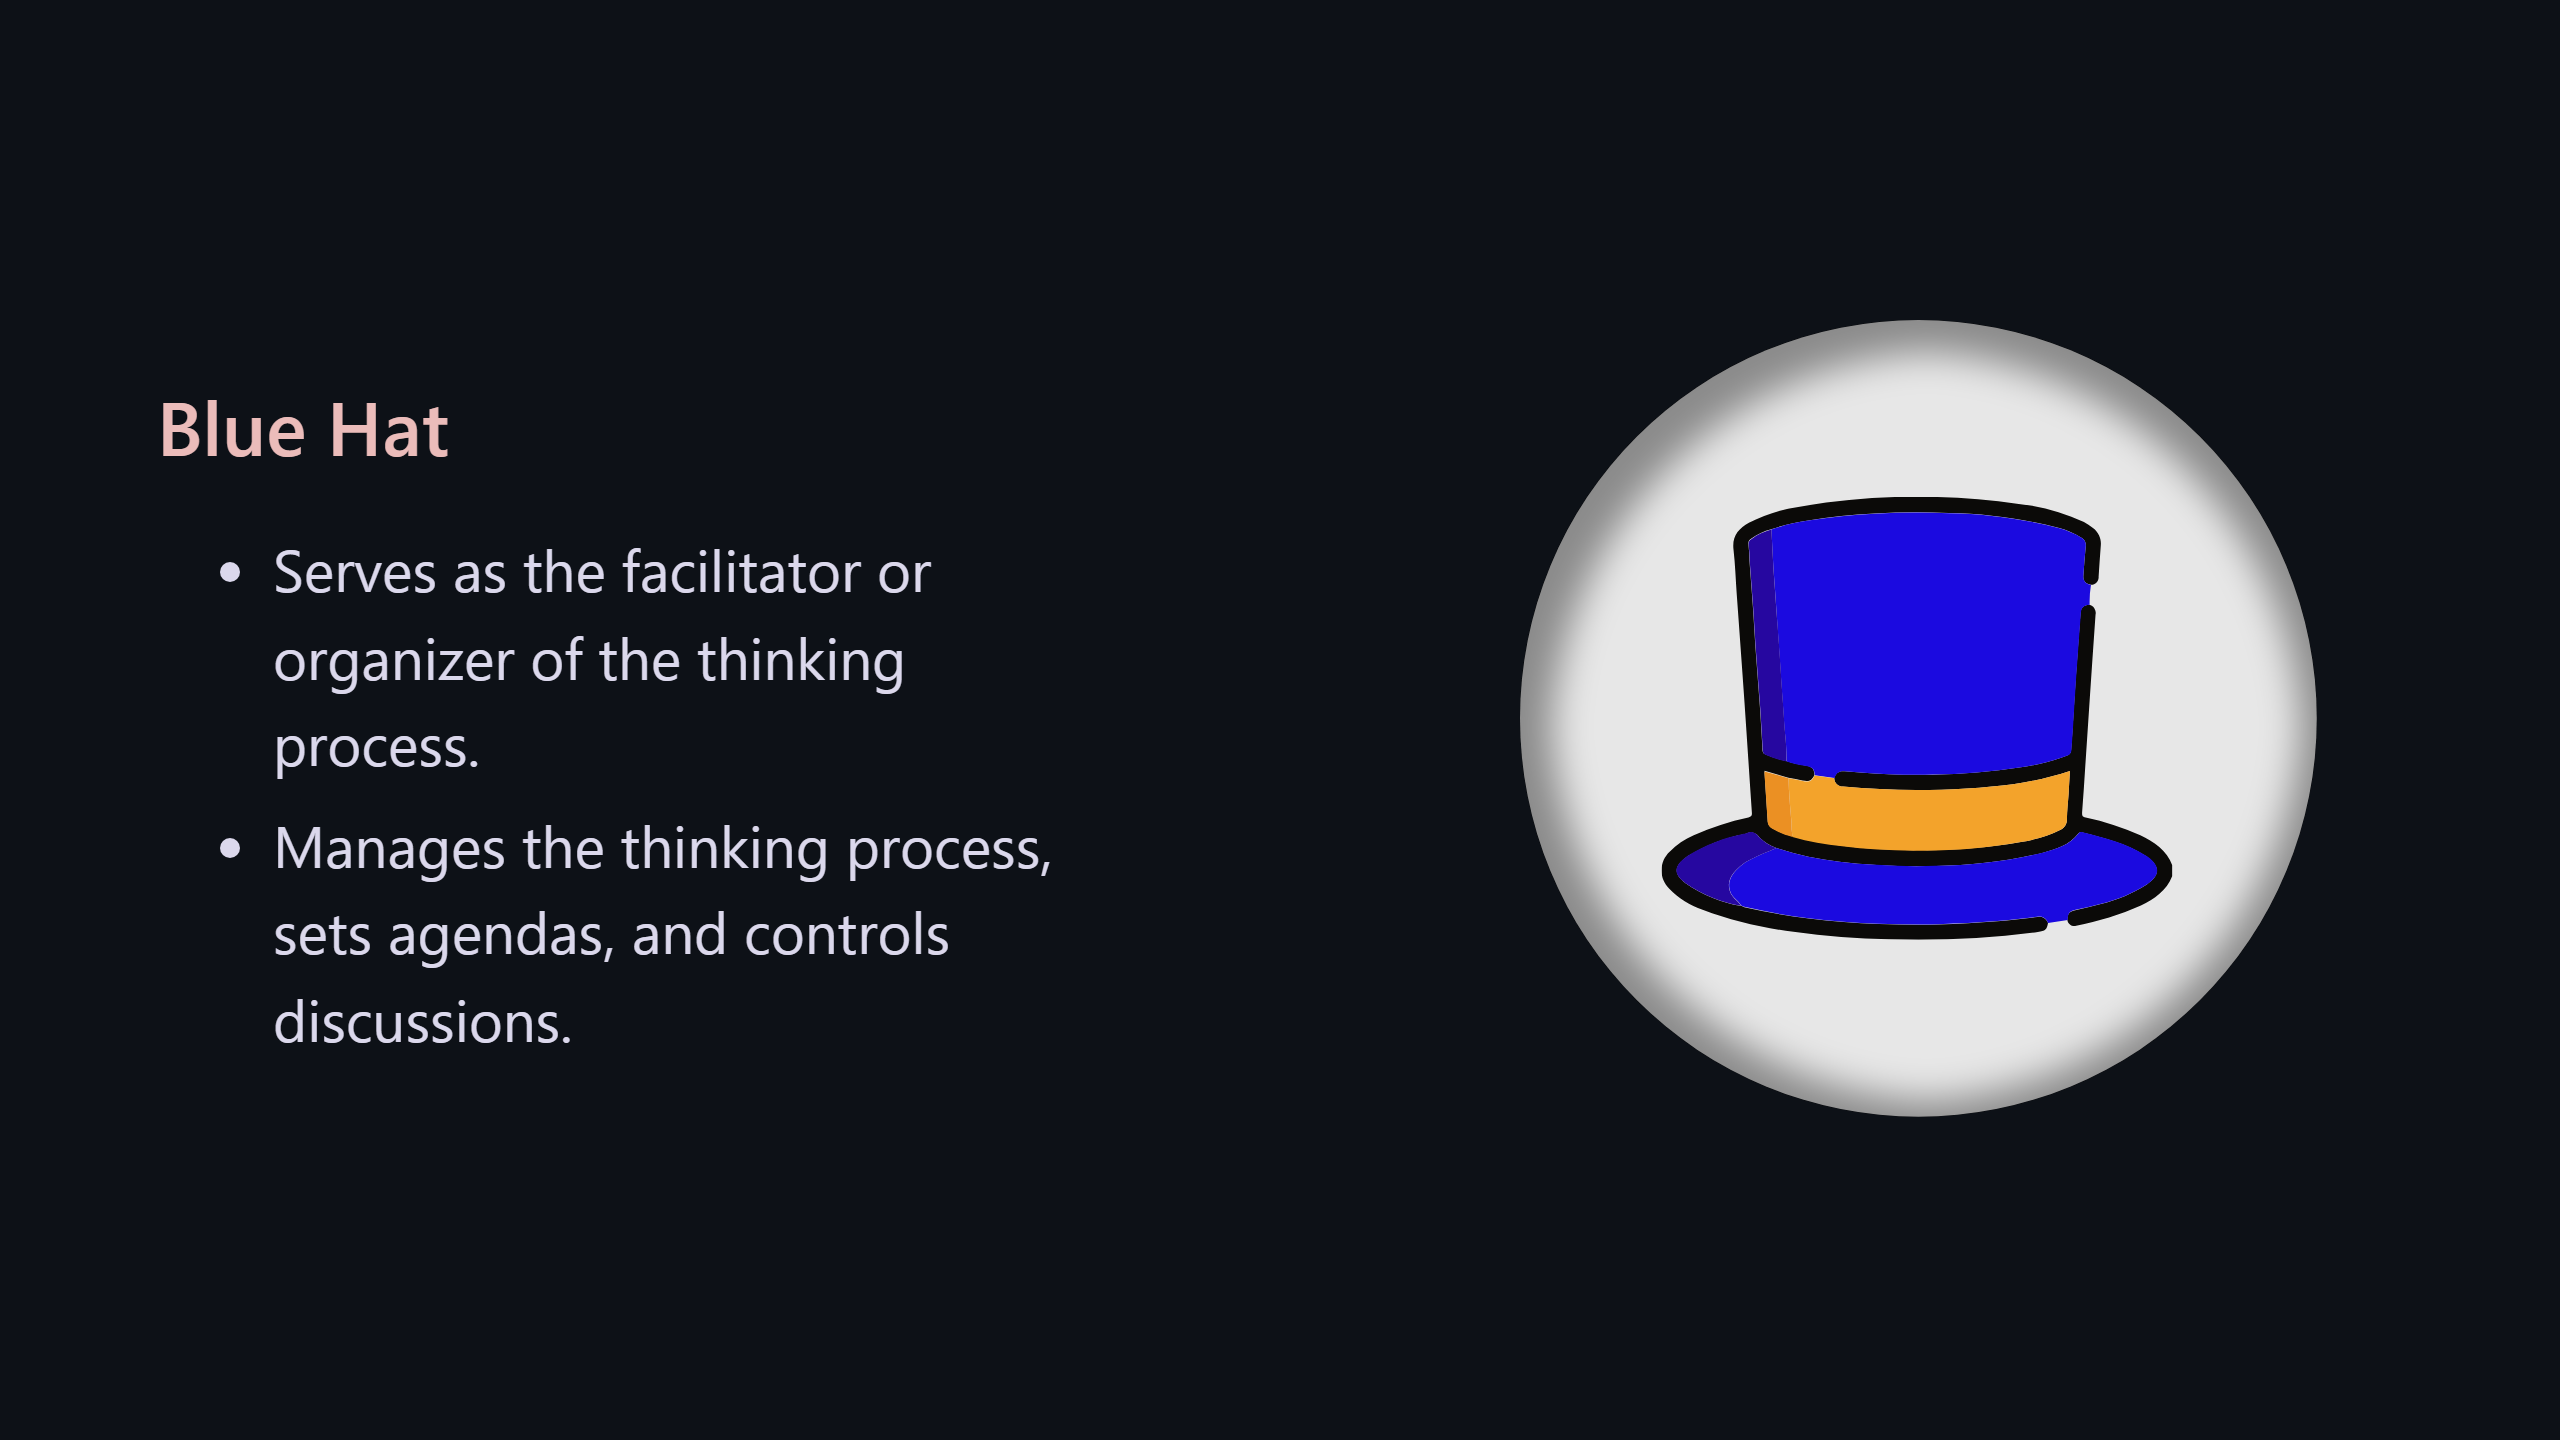 Blue Hat
• Serves as the facilitator or
organizer of the thinking
process.
• Manages the thinking process,
sets agendas, and controls
discussions.